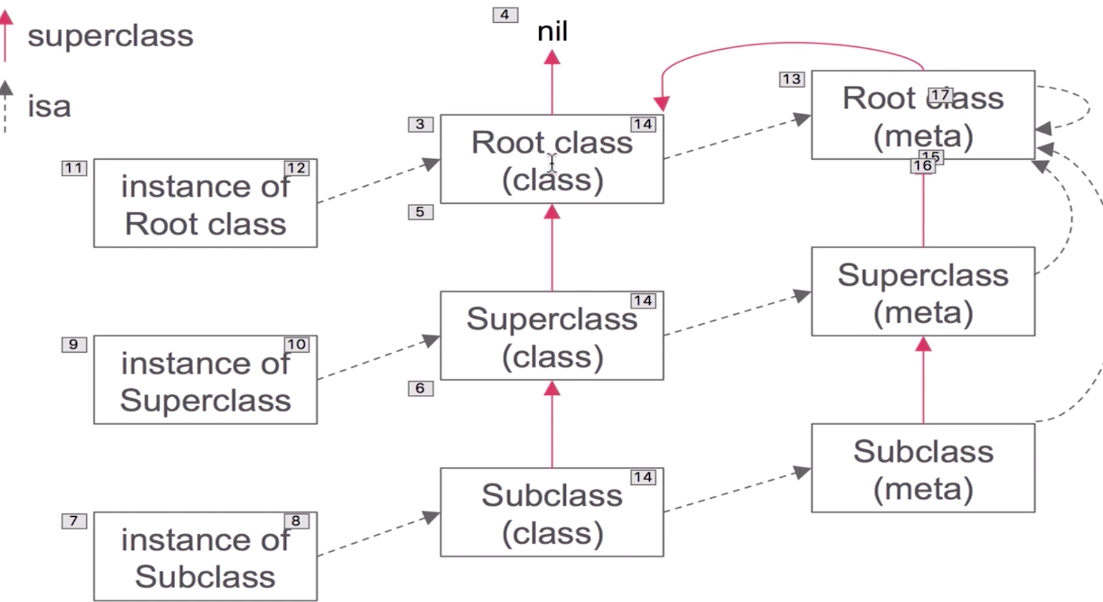 4
nil
superclass
isa
13
Root class
17
(meta)
3
14
Root class
(class)
15
16
11
12
instance of
Root class
5
14
Superclass
(class)
Superclass
(meta)
9
10
instance of
Superclass
6
14
Subclass
(class)
Subclass
(meta)
7
8
instance of
Subclass